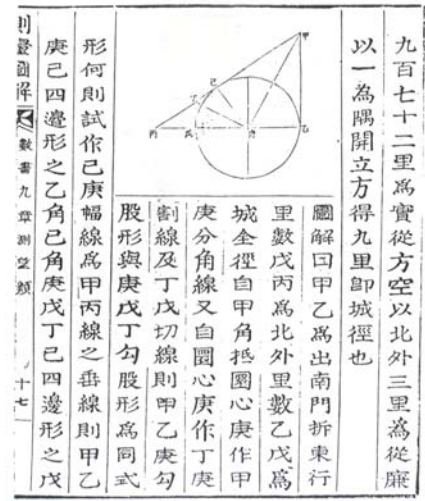 九百七十二里爲實從方空以北外三里爲從廉
以一為隅開立方得九里卽城徑也
甲
己
丁
丙
戊
庚
乙
圖解曰甲乙爲出南門折東行
里數戊丙爲北外里數乙戊爲
城全徑自甲角抵圜心庚作甲
庚分角線又自圜心庚作丁庚
割線及丁戊切線則甲乙庚勾
股形與庚戊丁勾股形爲同式
形何則試作己庚幅線爲甲丙線之垂線則甲乙
庚己四邊形之乙角己角庚戊丁己四邊形之戊
圖解
數書九章測望類
十七